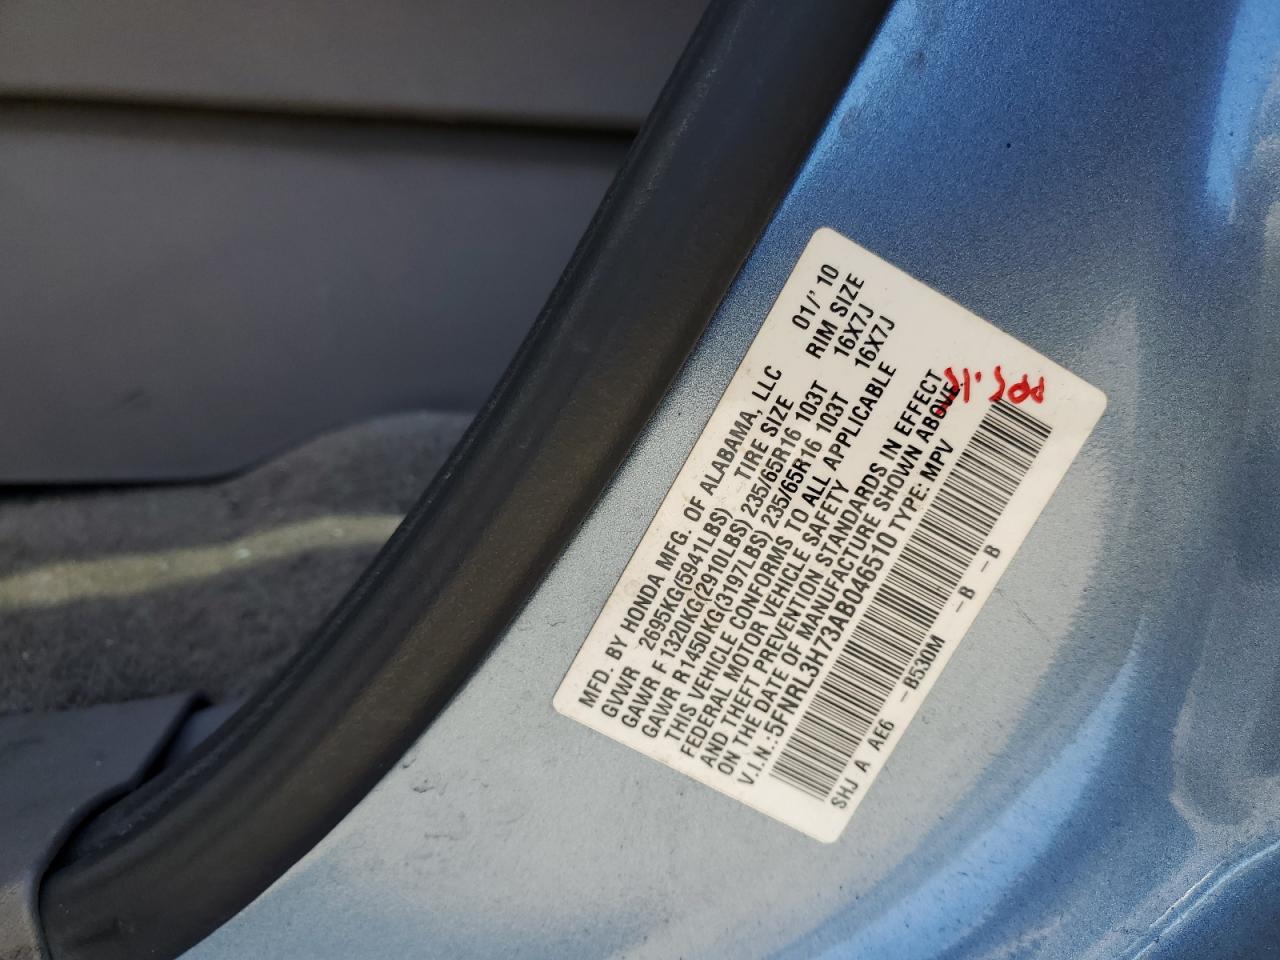 MFD. BY HONDA MFG. OF ALABAMA, LLC 01/' 10
GVWR 2695KG(5941LBS) TIRE SIZE RIM SIZE
GAWR F 1320KG(2910LBS) 235/65R16 103T 16X7J
GAWR R 1450KG(3197LBS) 235/65R16 103T 16X7J
THIS VEHICLE CONFORMS TO ALL APPLICABLE
FEDERAL MOTOR VEHICLE SAFETY
AND THEFT PREVENTION STANDARDS IN EFFECT
ON THE DATE OF MANUFACTURE SHOWN ABOVE.
V.I.N.:5FNRL3H73AB046510 TYPE: MPV
SHJ A AE6 -B530M -B -B